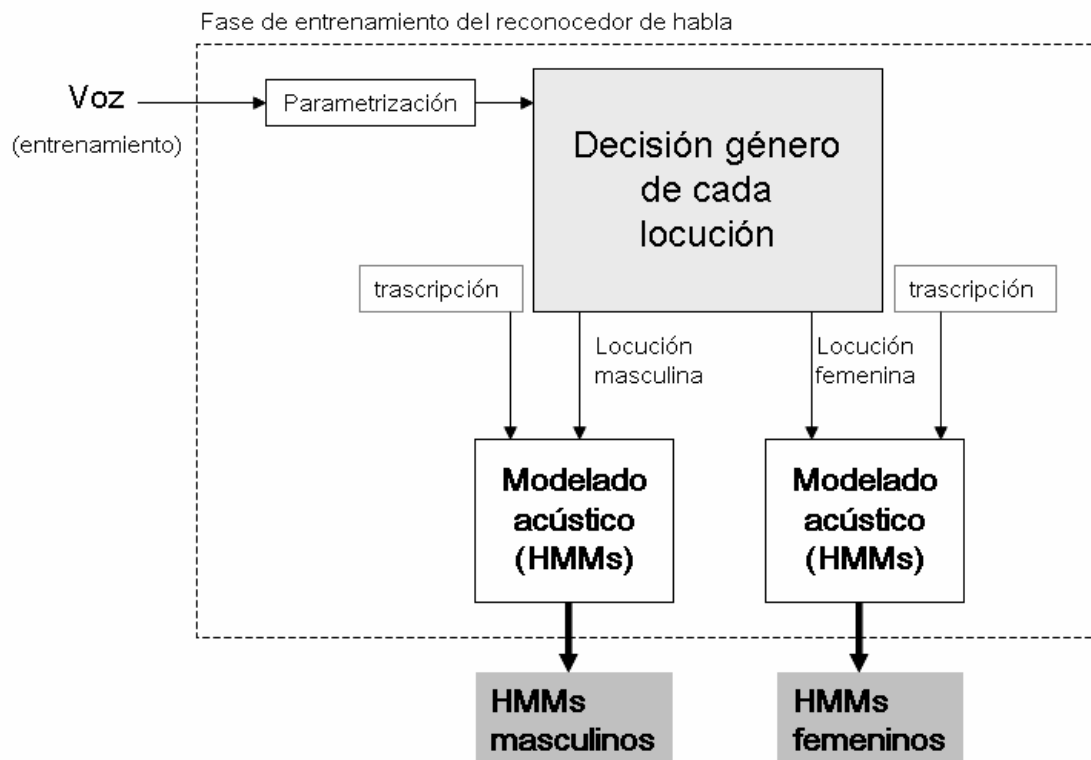 Fase de entrenamiento del reconocedor de habla
Voz
(entrenamiento)
Parametrización
Decisión género
de cada
locución
trascripción
trascripción
Locución
masculina
Locución
femenina
Modelado
acústico
(HMMs)
Modelado
acústico
(HMMs)
HMMs
masculinos
HMMs
femeninos